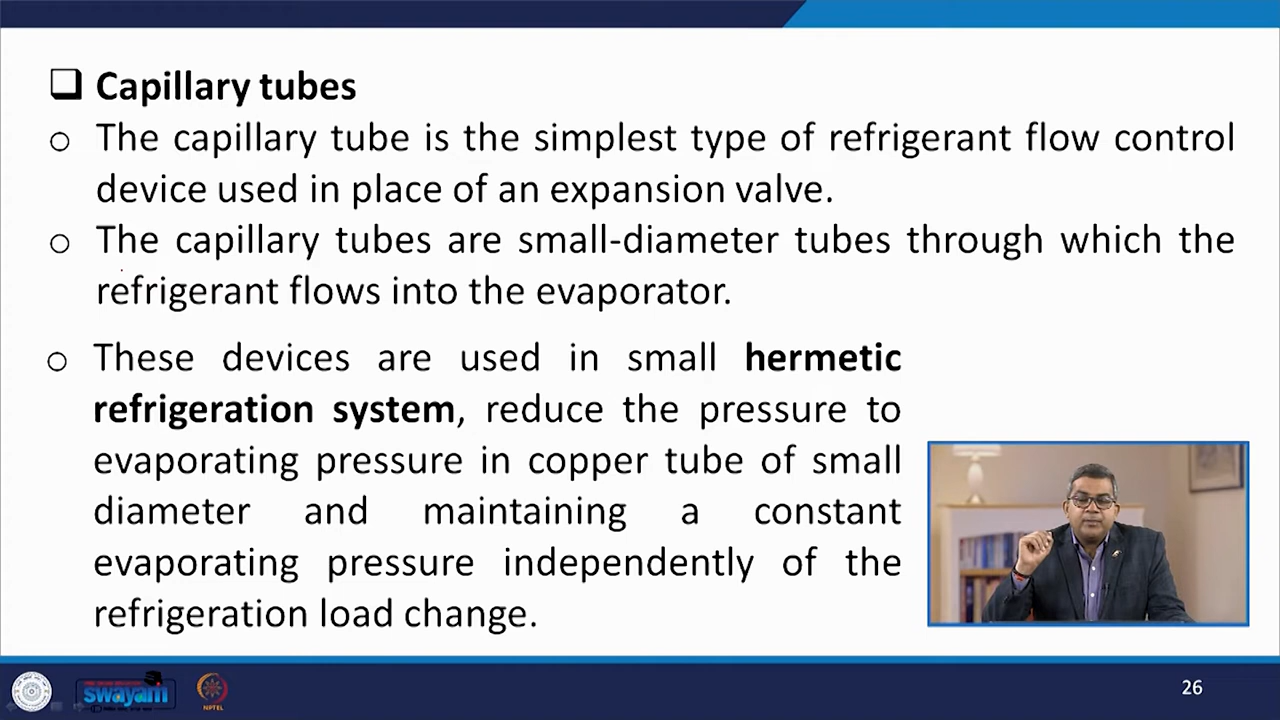 ❑ Capillary tubes
o The capillary tube is the simplest type of refrigerant flow control
device used in place of an expansion valve.
o The capillary tubes are small-diameter tubes through which the
refrigerant flows into the evaporator.
o These devices are used in small hermetic
refrigeration system, reduce the pressure to
evaporating pressure in copper tube of small
diameter and maintaining a constant
evaporating pressure independently of the
refrigeration load change.
swayam
NPTEL
26